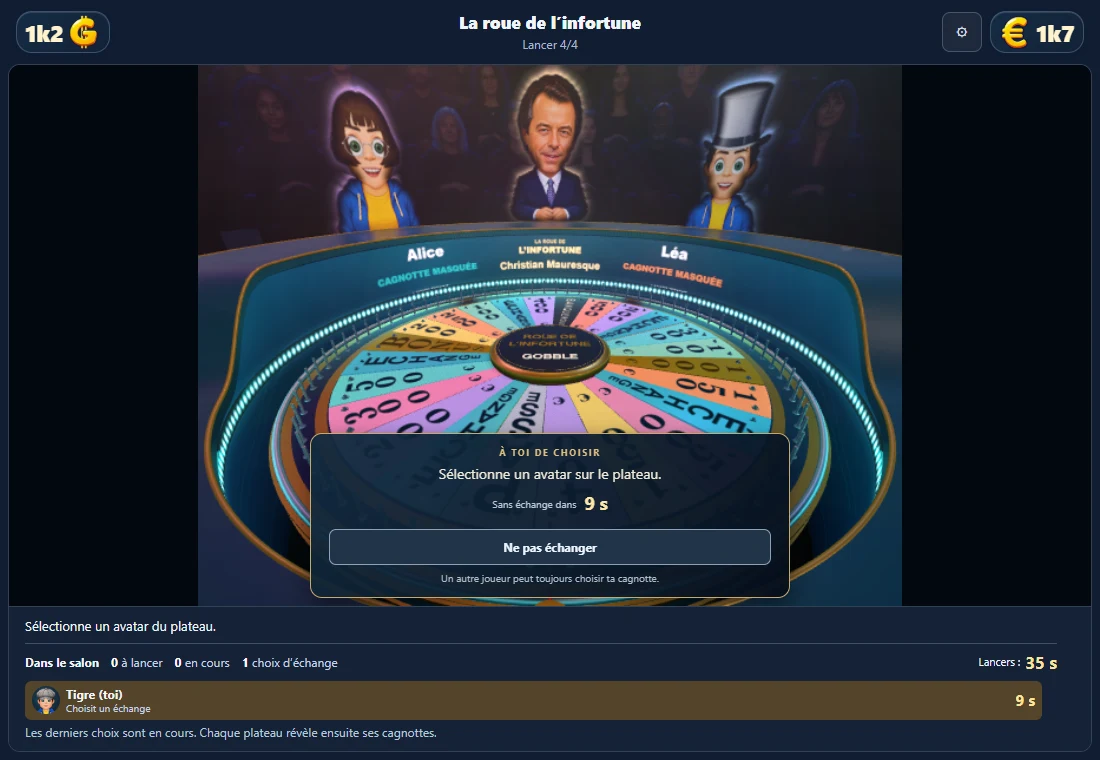 1k2
La roue de l'infortune
Lancer 4/4
1k7
Alice
CAGNOTTE MASQUÉE
LA ROUE DE
L'INFORTUNE
Christian Mauresque
Léa
CAGNOTTE MASQUÉE
ROUE DE
L'INFORTUNE
GOBBLE
À TOI DE CHOISIR
Sélectionne un avatar sur le plateau.
Sans échange dans 9 s
Ne pas échanger
Un autre joueur peut toujours choisir ta cagnotte.
Sélectionne un avatar du plateau.
Dans le salon 0 à lancer 0 en cours 1 choix d'échange
Lancers : 35 s
Tigre (toi)
Choisit un échange
9 s
Les derniers choix sont en cours. Chaque plateau révèle ensuite ses cagnottes.